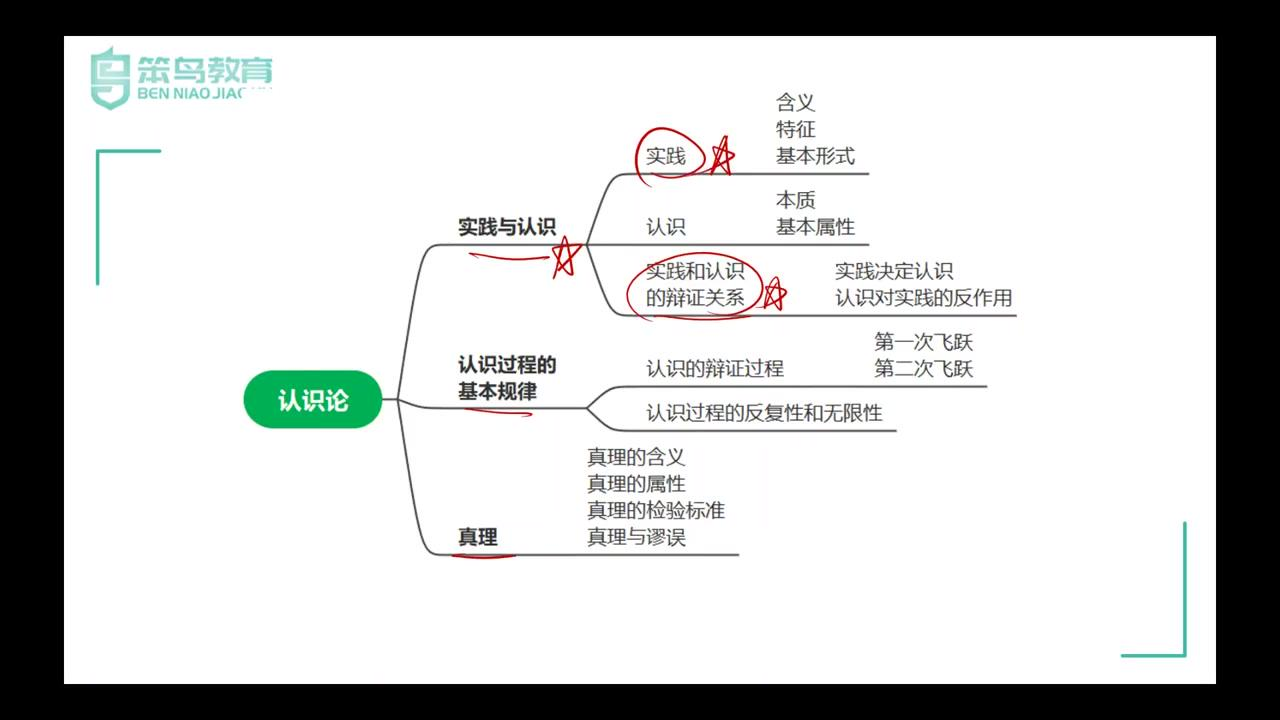 笨鸟教育
BEN NIAO JIAO
认识论
实践与认识
实践
含义
特征
基本形式
认识
本质
基本属性
实践和认识
的辩证关系
实践决定认识
认识对实践的反作用
认识过程的
基本规律
认识的辩证过程
第一次飞跃
第二次飞跃
认识过程的反复性和无限性
真理
真理的含义
真理的属性
真理的检验标准
真理与谬误